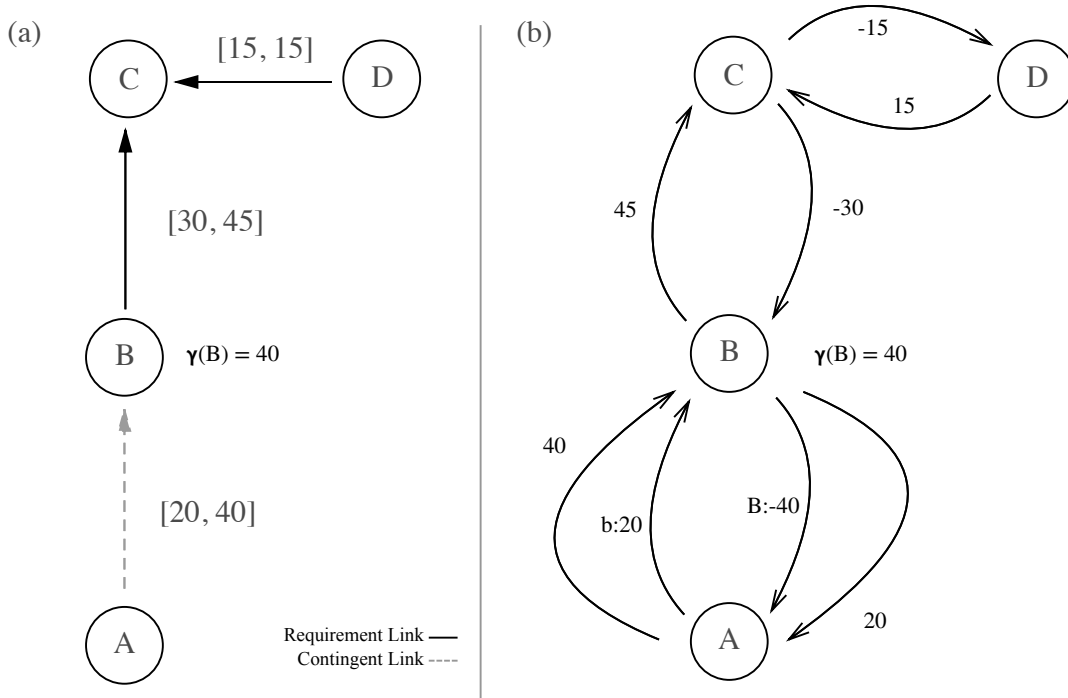 (a)
C
[15, 15]
D
[30, 45]
B
γ(B) = 40
[20, 40]
A
Requirement Link
Contingent Link
(b)
C
-15
D
15
45
-30
B
γ(B) = 40
40
b:20
B:-40
20
A